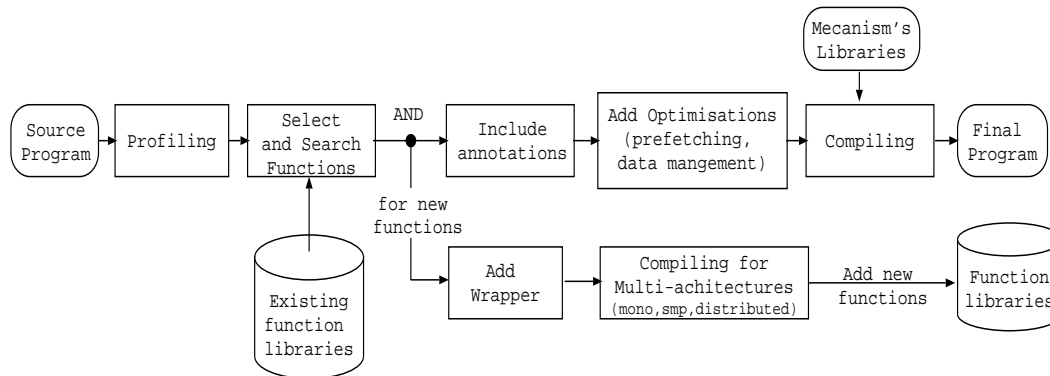 Mecanism's
Libraries
Source
Program
Profiling
Select
and Search
Functions
AND
Include
annotations
Add Optimisations
(prefetching,
data mangement)
Compiling
Final
Program
for new
functions
Existing
function
libraries
Add
Wrapper
Compiling for
Multi-achitectures
(mono,smp,distributed)
Add new
functions
Function
libraries